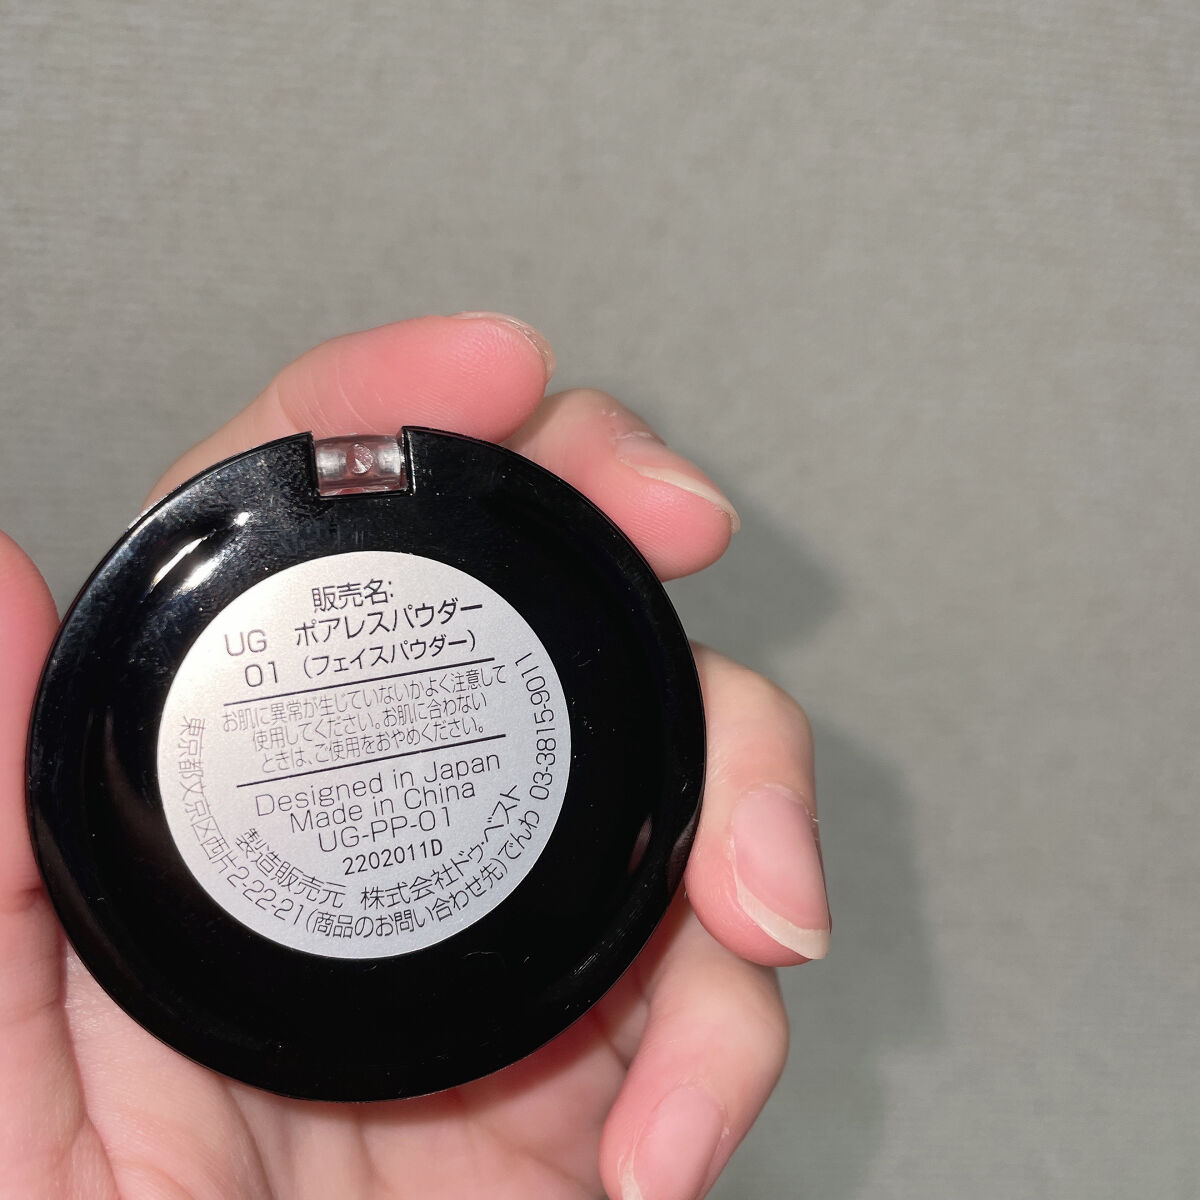 販売名:
UG ポアレスパウダー
01 (フェイスパウダー)
お肌に異常が生じていないかよく注意して
使用してください。お肌に合わない
ときは、ご使用をおやめください。
Designed in Japan
Made in China
UG-PP-01
2202011D
製造販売元 株式会社ドゥ・ベスト
東京都文京区西片2-22-21(商品のお問い合わせ先)でんわ 03-3815-9011